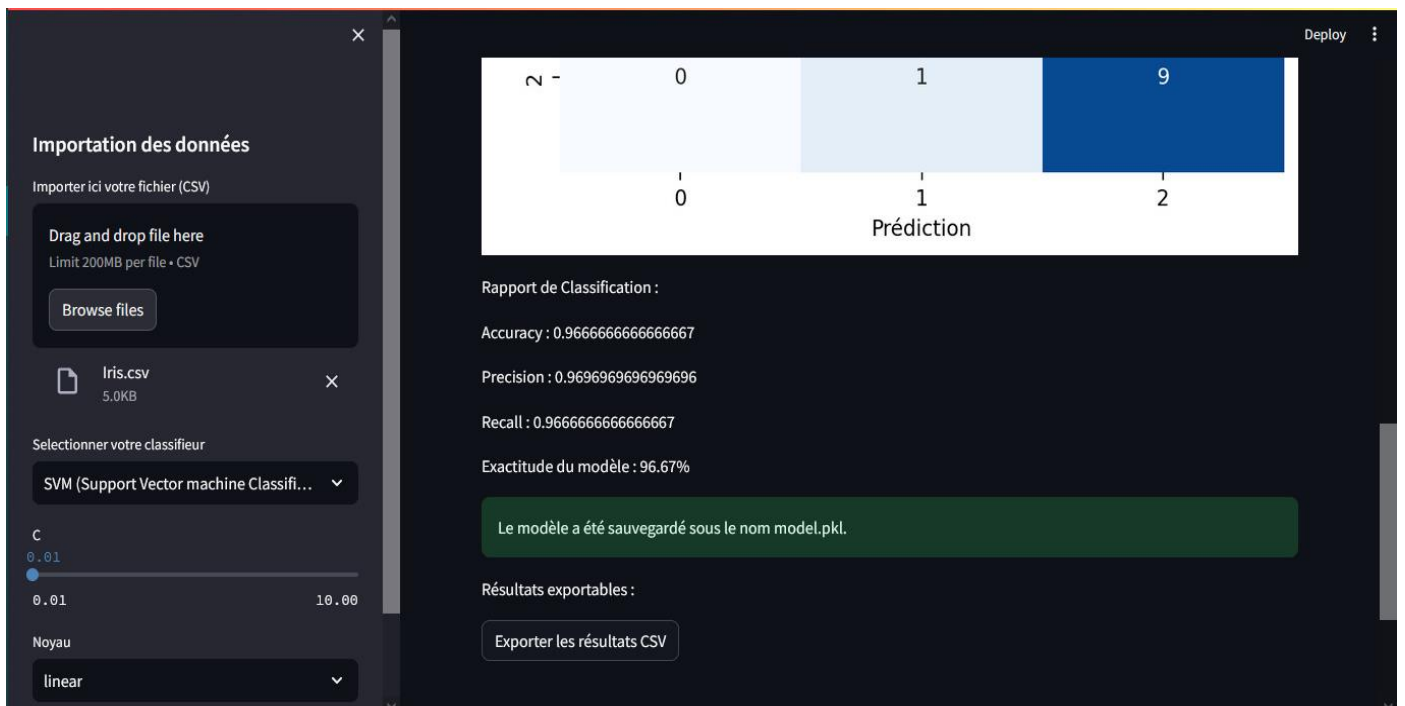 Deploy
Importation des données
Importer ici votre fichier (CSV)
Drag and drop file here
Limit 200MB per file • CSV
Browse files
Iris.csv
5.0KB
Selectionner votre classifieur
SVM (Support Vector machine Classifi...
C
0.01
0.01 10.00
Noyau
linear
2 0 1 9
0 1 2
Prédiction
Rapport de Classification :
Accuracy : 0.9666666666666667
Precision : 0.9696969696969696
Recall : 0.9666666666666667
Exactitude du modèle : 96.67%
Le modèle a été sauvegardé sous le nom model.pkl.
Résultats exportables :
Exporter les résultats CSV